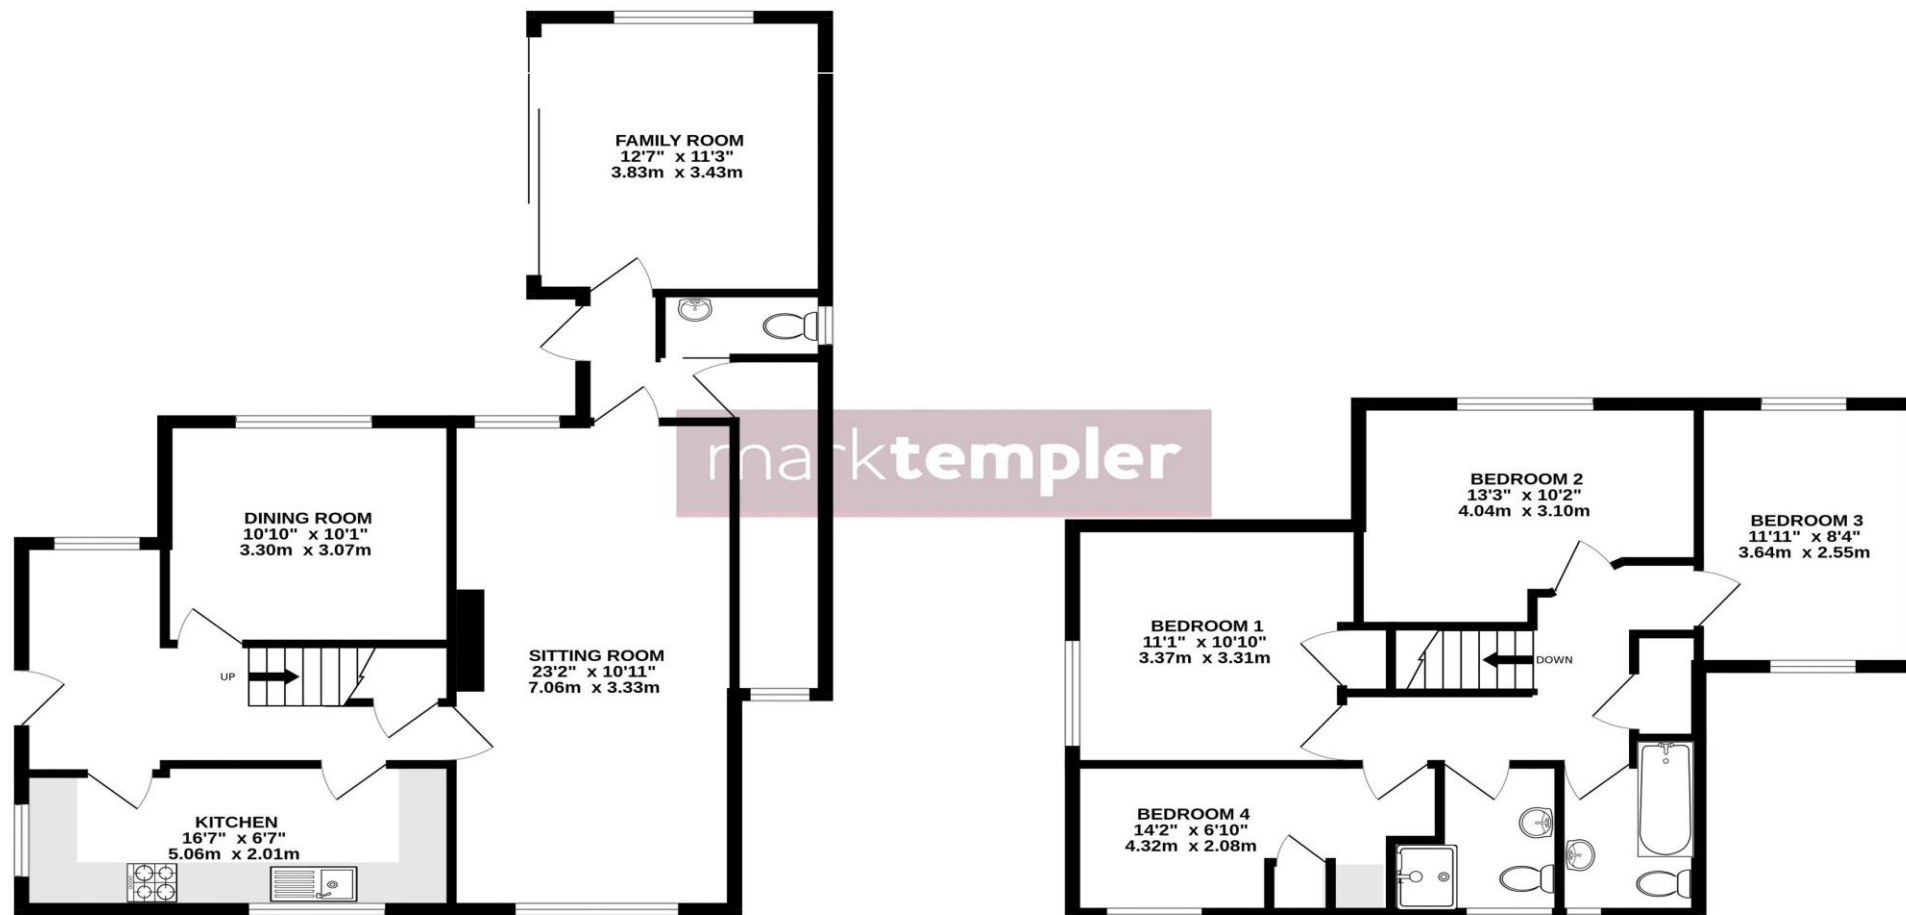 FAMILY ROOM
12'7" x 11'3"
3.83m x 3.43m
marktempler
DINING ROOM
10'10" x 10'1"
3.30m x 3.07m
UP
SITTING ROOM
23'2" x 10'11"
7.06m x 3.33m
KITCHEN
16'7" x 6'7"
5.06m x 2.01m
BEDROOM 2
13'3" x 10'2"
4.04m x 3.10m
BEDROOM 3
11'11" x 8'4"
3.64m x 2.55m
BEDROOM 1
11'1" x 10'10"
3.37m x 3.31m
DOWN
BEDROOM 4
14'2" x 6'10"
4.32m x 2.08m